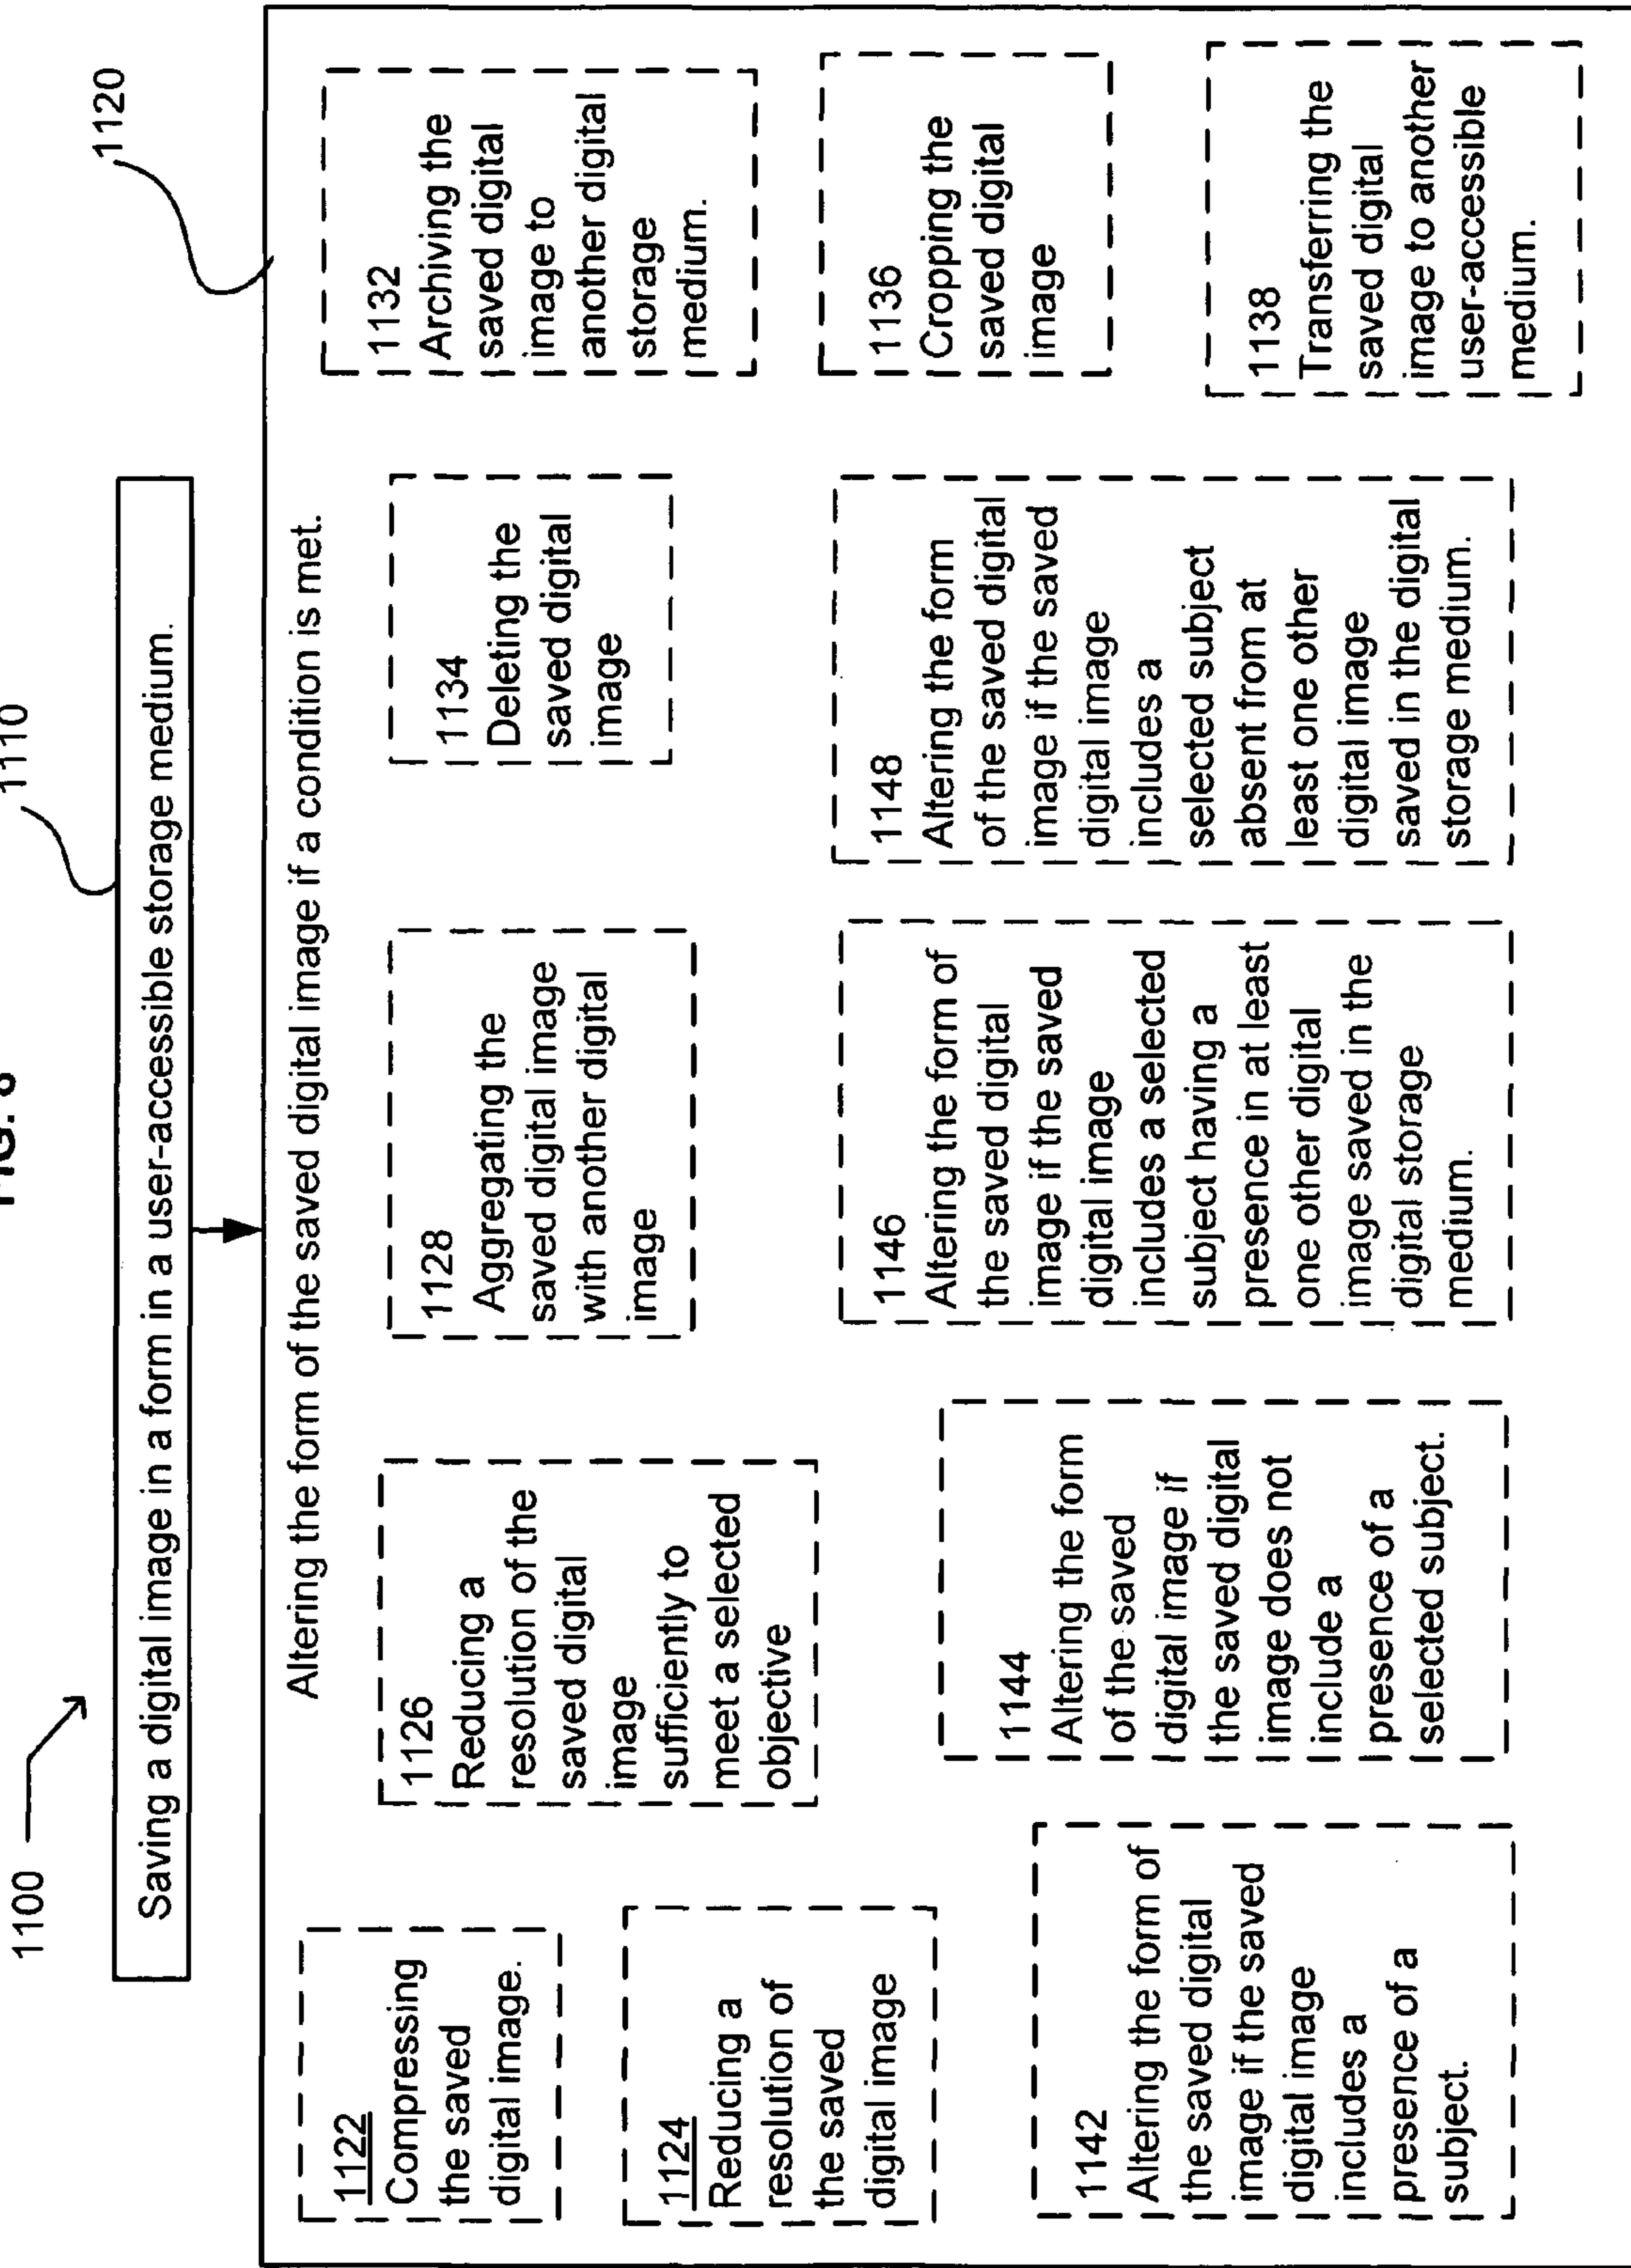 FIG.
1100
1110
Saving a digital image in a form in a user-accessible storage medium.
1120
Altering the form of the saved digital image if a condition is met.
1122
Compressing
the saved
digital image.
1124
Reducing a
resolution of
the saved
digital image
1126
Reducing a
resolution of the
saved digital
image
sufficiently to
meet a selected
objective
1128
Aggregating the
saved digital image
with another digital
image
1134
Deleting the
saved digital
image
1132
Archiving the
saved digital
image to
another digital
storage
medium.
1136
Cropping the
saved digital
image
1138
Transferring the
saved digital
image to another
user-accessible
medium.
1142
Altering the form of
the saved digital
image if the saved
digital image
includes a
presence of a
subject.
1144
Altering the form
of the saved
digital image if
the saved digital
image does not
include a
presence of a
selected subject.
1146
Altering the form of
the saved digital
image if the saved
digital image
includes a selected
subject having a
presence in at least
one other digital
image saved in the
digital storage
medium.
1148
Altering the form
of the saved digital
image if the saved
digital image
includes a
selected subject
absent from at
least one other
digital image
saved in the digital
storage medium.